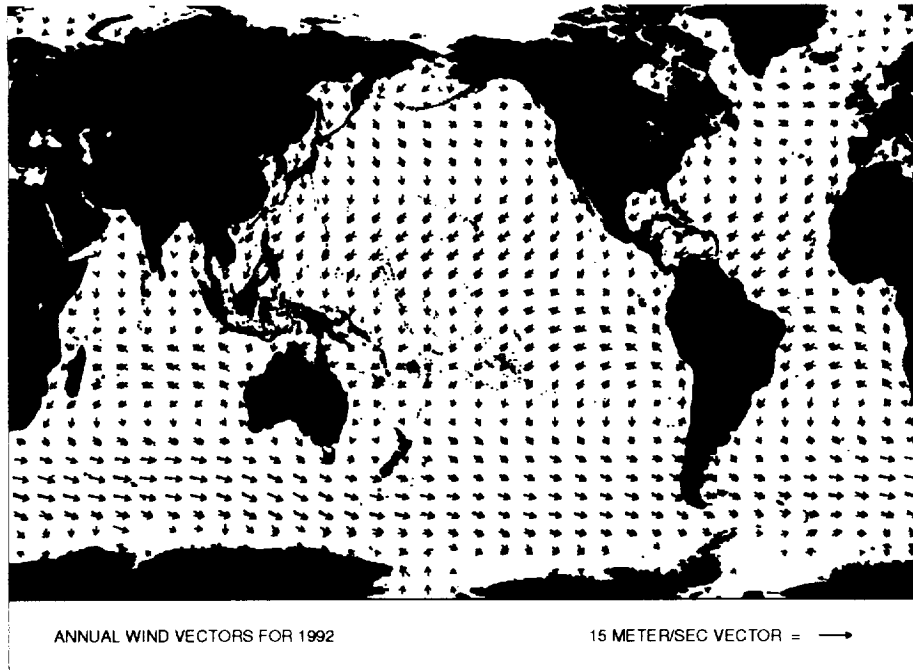 ANNUAL WIND VECTORS FOR 1992
15 METER/SEC VECTOR = →